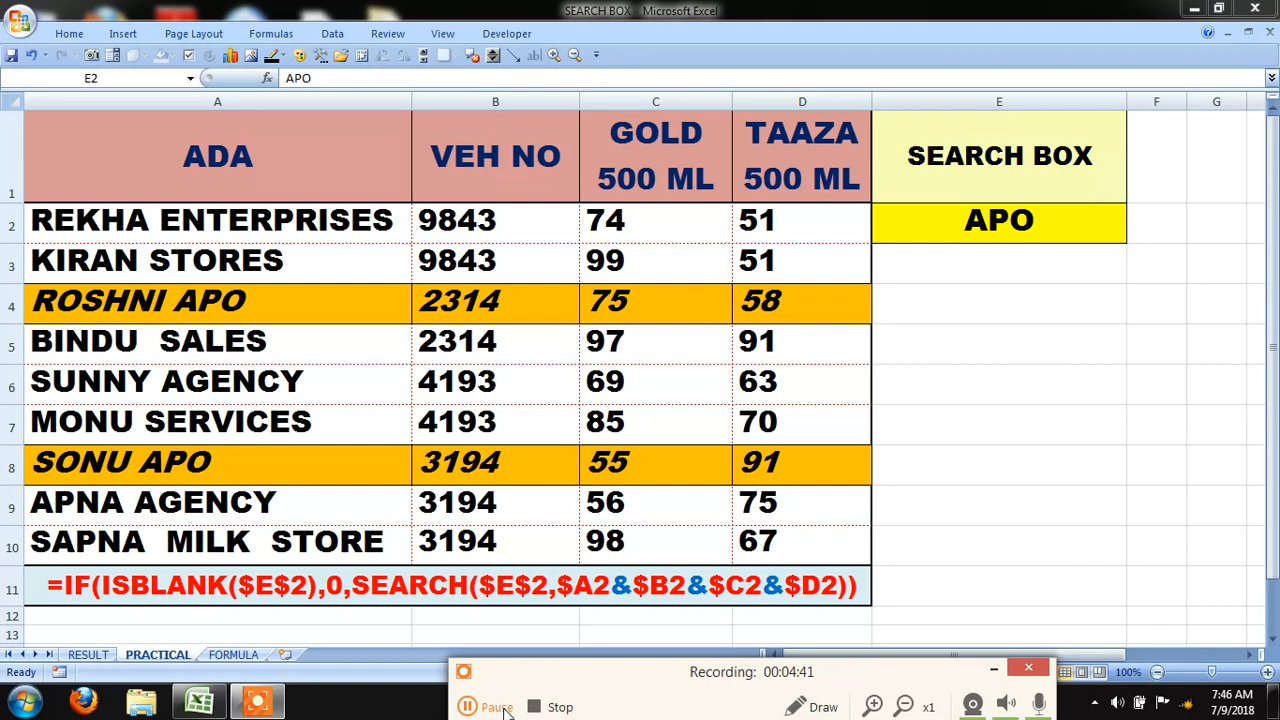 SEARCH BOX - Microsoft Excel
Home Insert Page Layout Formulas Data Review View Developer
E2 fx APO
A B C D E F G
1 ADA VEH NO GOLD 500 ML TAAZA 500 ML SEARCH BOX
2 REKHA ENTERPRISES 9843 74 51 APO
3 KIRAN STORES 9843 99 51
4 ROSHNI APO 2314 75 58
5 BINDU SALES 2314 97 91
6 SUNNY AGENCY 4193 69 63
7 MONU SERVICES 4193 85 70
8 SONU APO 3194 55 91
9 APNA AGENCY 3194 56 75
10 SAPNA MILK STORE 3194 98 67
11 =IF(ISBLANK($E$2),0,SEARCH($E$2,$A2&$B2&$C2&$D2))
12
13
RESULT PRACTICAL FORMULA
Ready 100%
Recording: 00:04:41
Pause Stop Draw x1
7:46 AM
7/9/2018